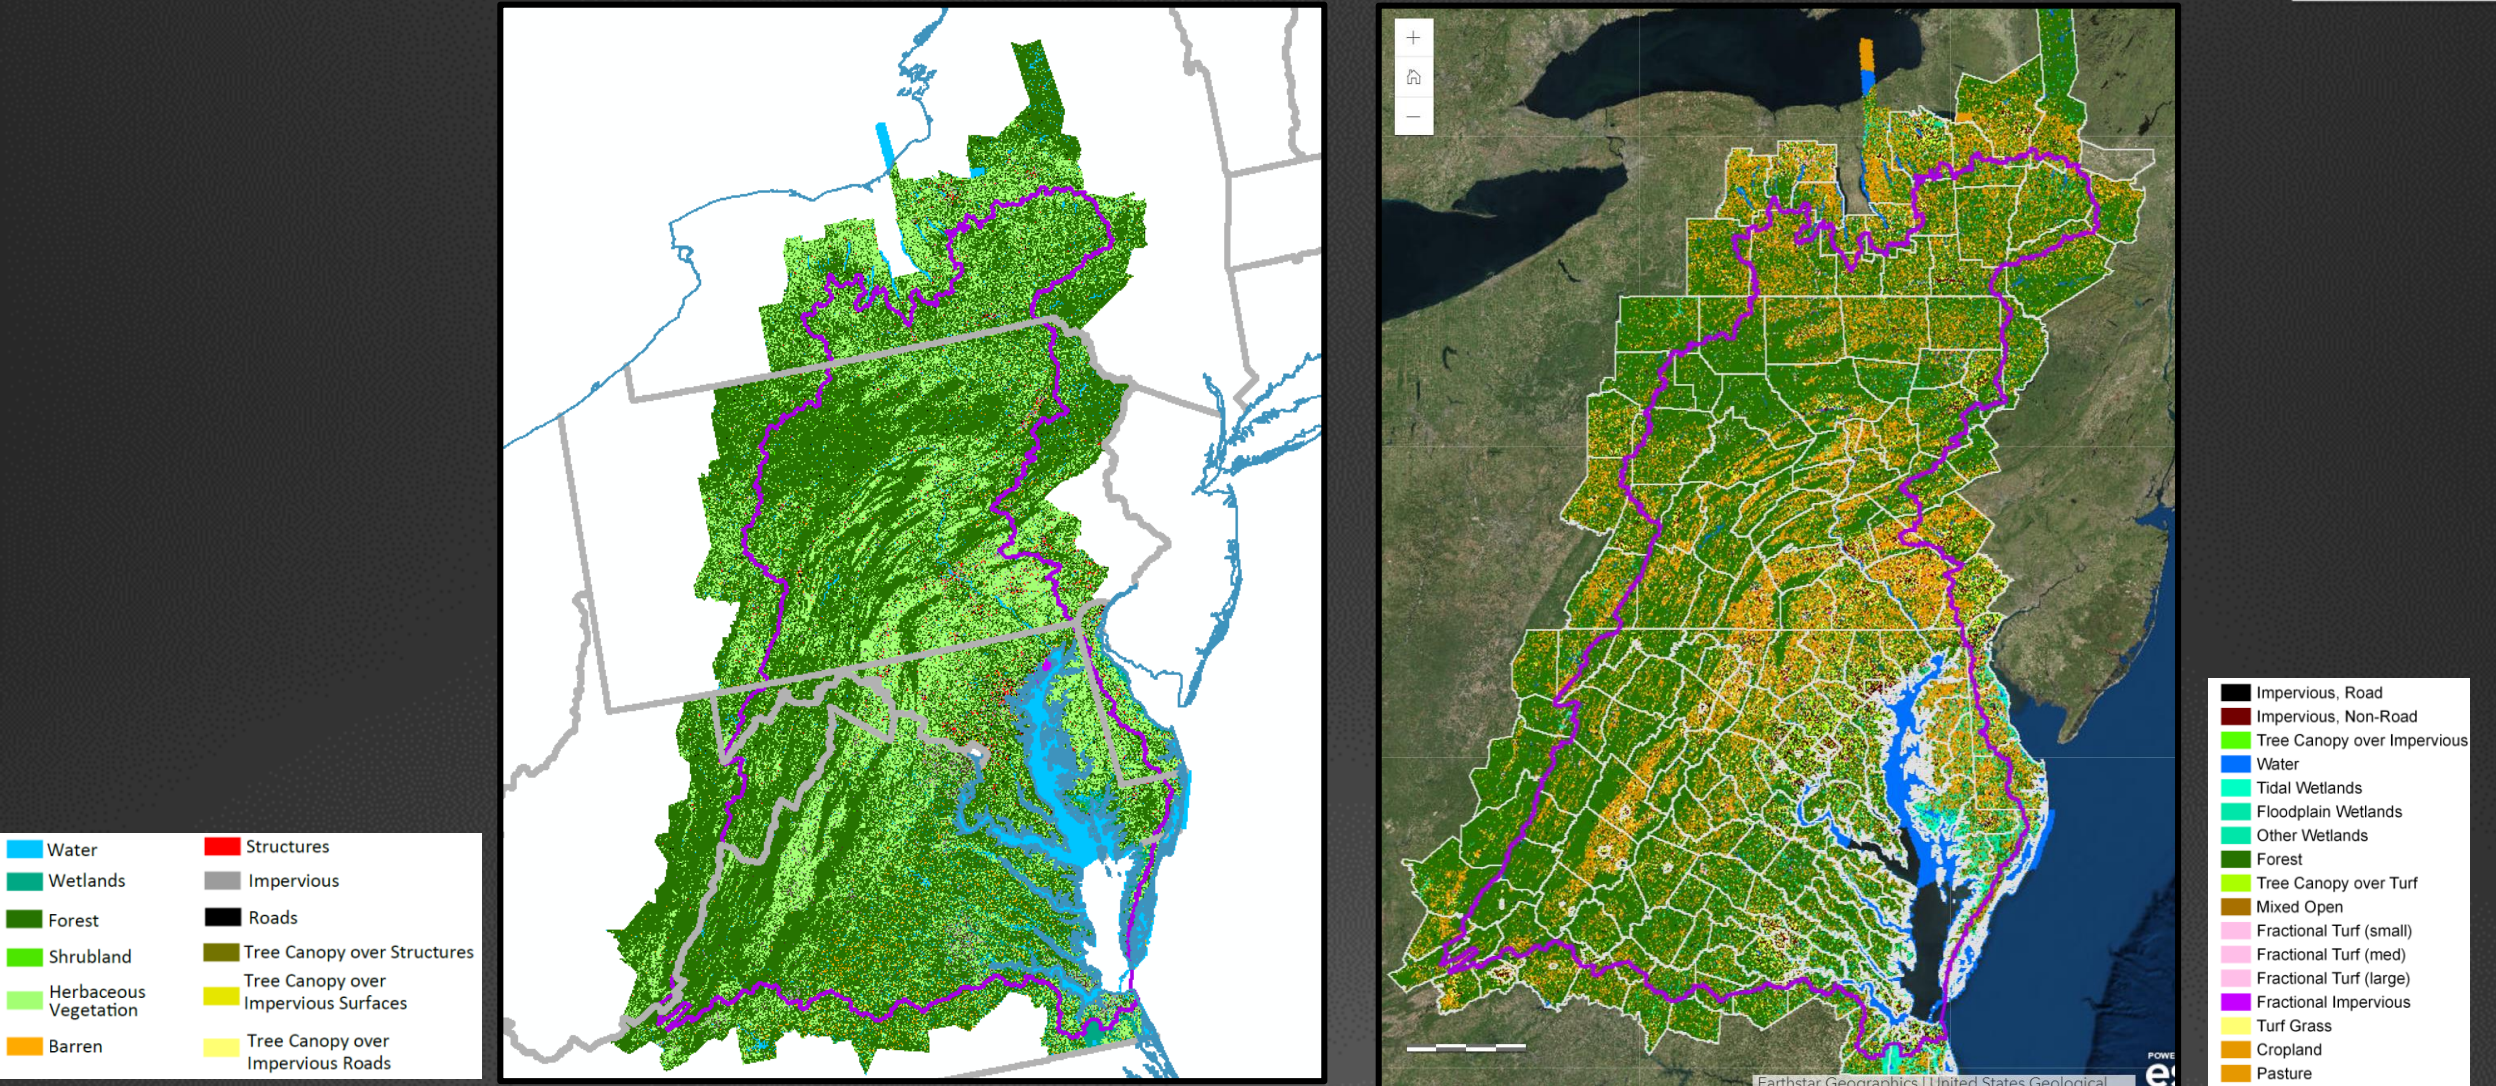 Water
Structures
Wetlands
Impervious
Forest
Roads
Shrubland
Tree Canopy over Structures
Herbaceous
Vegetation
Tree Canopy over
Impervious Surfaces
Barren
Tree Canopy over
Impervious Roads
+
−
Impervious, Road
Impervious, Non-Road
Tree Canopy over Impervious
Water
Tidal Wetlands
Floodplain Wetlands
Other Wetlands
Forest
Tree Canopy over Turf
Mixed Open
Fractional Turf (small)
Fractional Turf (med)
Fractional Turf (large)
Fractional Impervious
Turf Grass
Cropland
Pasture
POWE
es
Earthstar Geographics | United States Geological